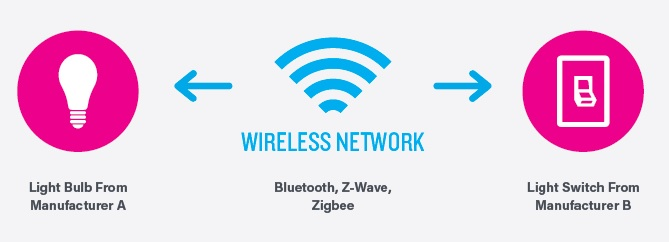 WIRELESS NETWORK
Light Bulb From
Manufacturer A
Bluetooth, Z-Wave,
Zigbee
Light Switch From
Manufacturer B